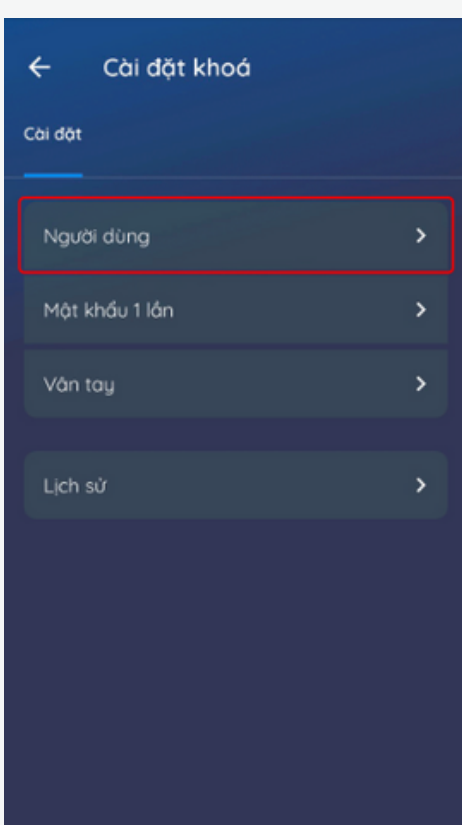 Cài đặt khoá
Cài đặt
Người dùng
Mật khẩu 1 lần
Vân tay
Lịch sử